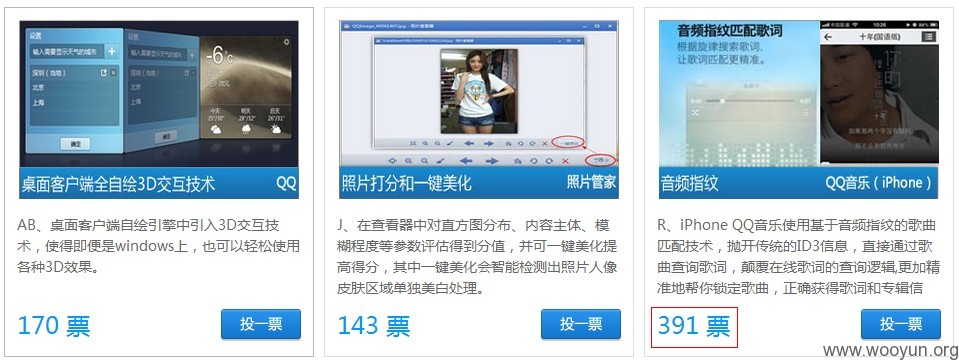 设置
输入需要显示天气的城市
深圳（当地）
北京
上海
确定
-6℃
今天
明天
后天
25°/30°
28°/32°
26°/31°
桌面客户端全自绘3D交互技术
QQ
AB、桌面客户端自绘引擎中引入3D交互技
术，使得即便是windows上，也可以轻松使用
各种3D效果。
170 票
投一票
照片打分和一键美化
照片管家
J、在查看器中对直方图分布、内容主体、模
糊程度等参数评估得到分值，并可一键美化提
高得分，其中一键美化会智能检测出照片人像
皮肤区域单独美白处理。
143 票
投一票
音频指纹匹配歌词
根据旋律搜索歌词,
让歌词匹配更精准。
10:26
十年(国语版)
音频指纹
QQ音乐（iPhone）
R、iPhone QQ音乐使用基于音频指纹的歌曲
匹配技术，抛开传统的ID3信息，直接通过歌
曲查询歌词，颠覆在线歌词的查询逻辑,更加精
准地帮你锁定歌曲，正确获得歌词和专辑信
391 票
投一票
www.wooyun.org